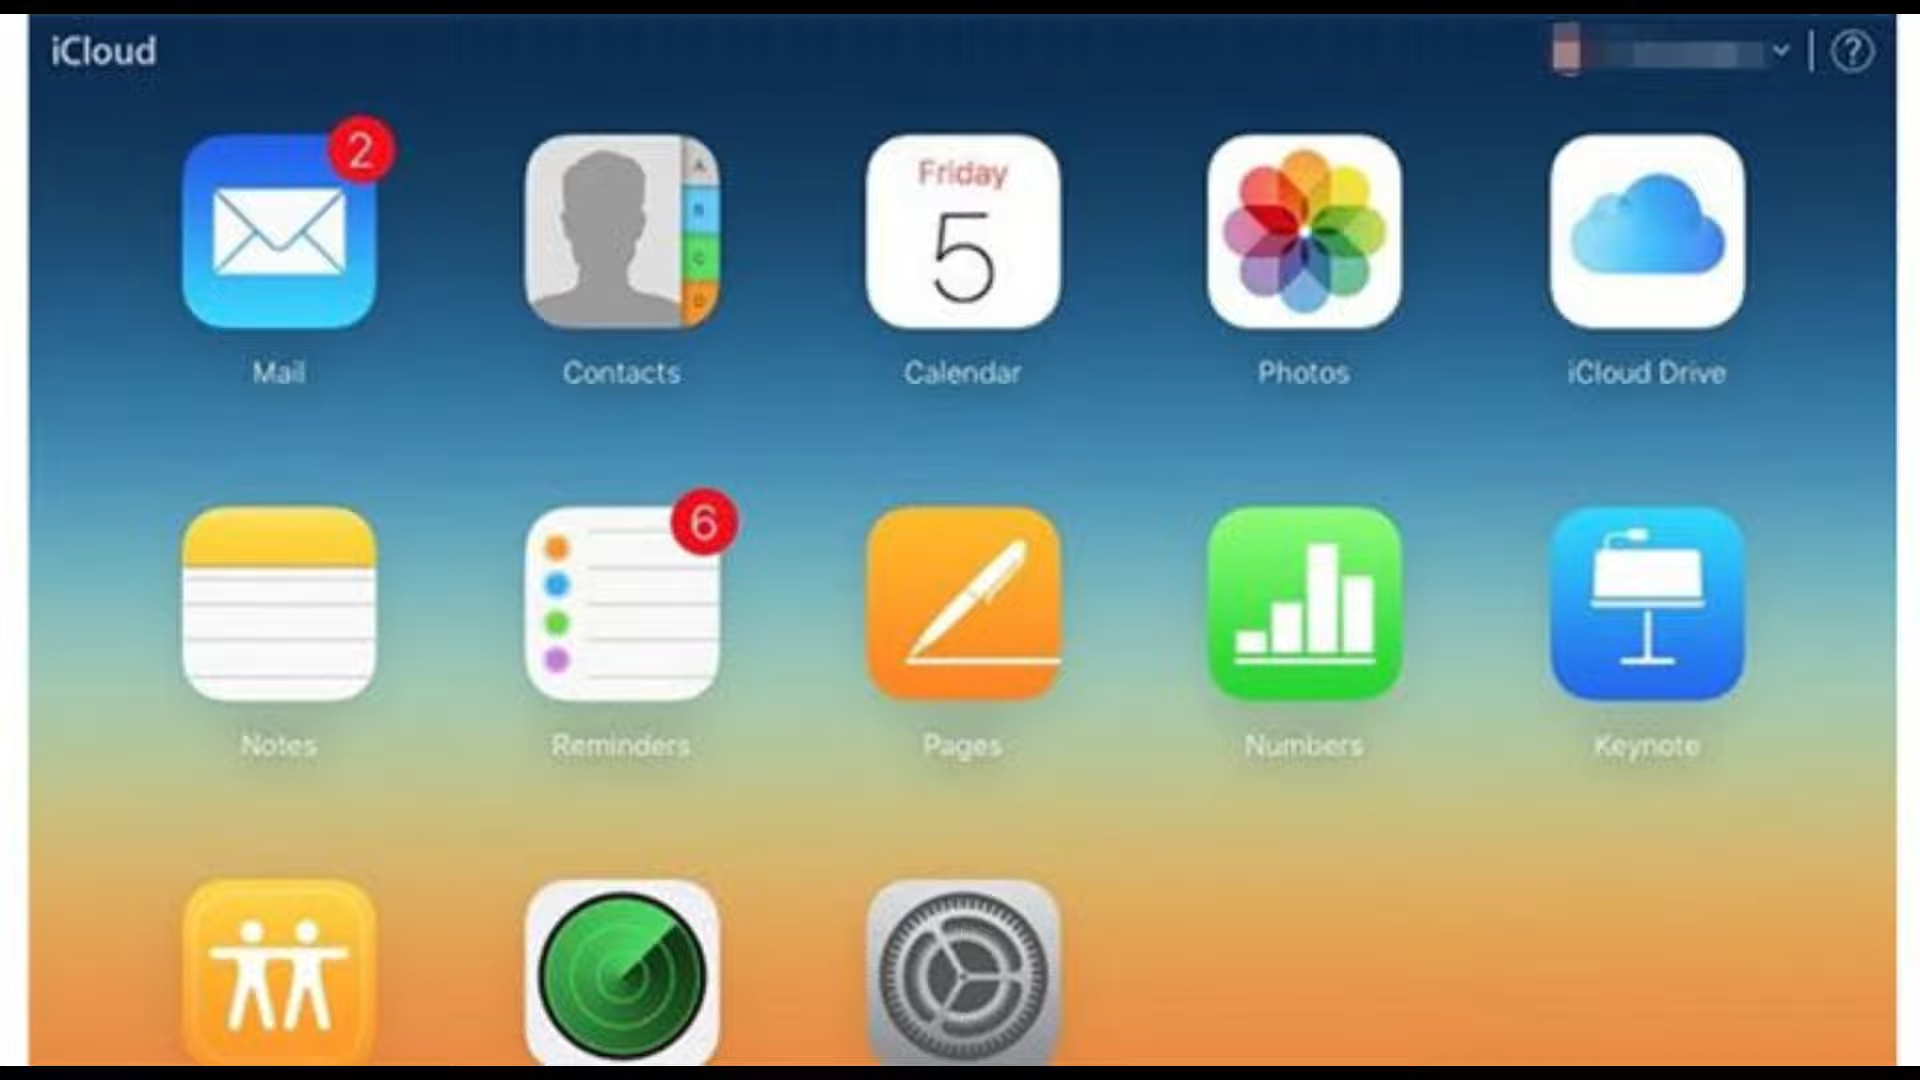 iCloud
?
2
A
B
C
D
Friday
5
Mail
Contacts
Calendar
Photos
iCloud Drive
6
Notes
Reminders
Pages
Numbers
Keynote